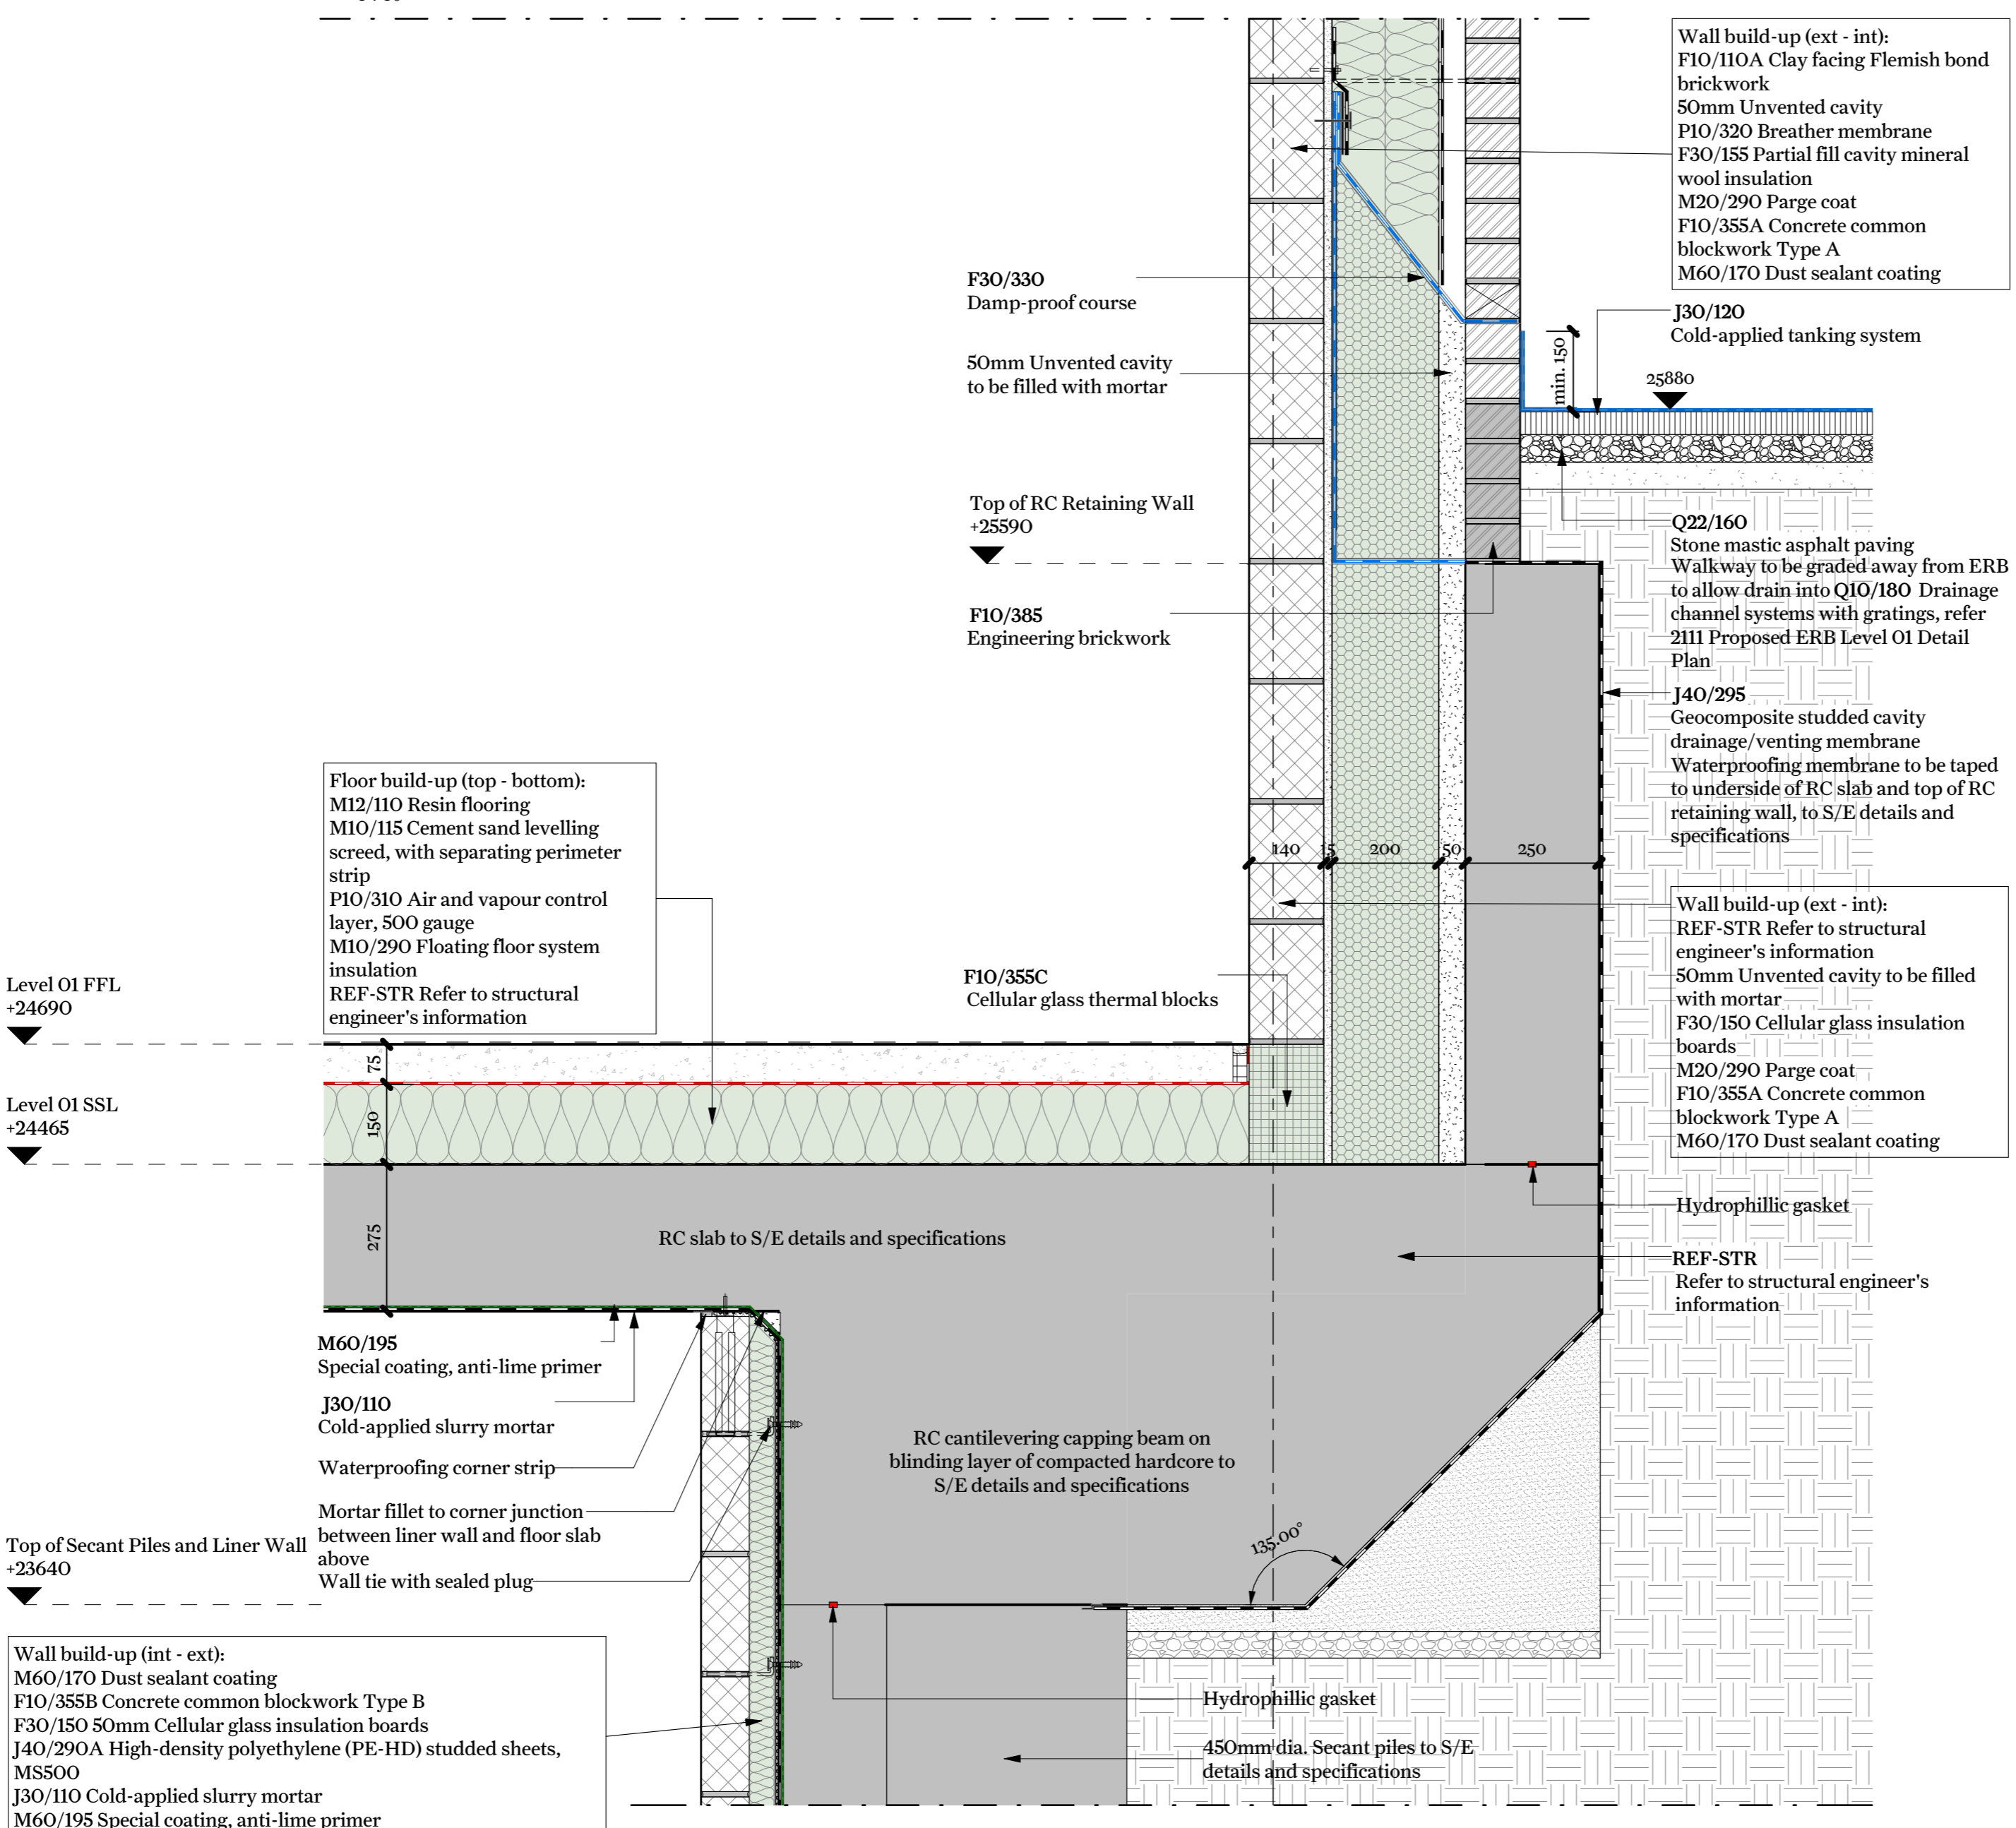 Wall build-up (ext - int):
F10/110A Clay facing Flemish bond
brickwork
50mm Unvented cavity
P10/320 Breather membrane
F30/155 Partial fill cavity mineral
wool insulation
M20/290 Parge coat
F10/355A Concrete common
blockwork Type A
M60/170 Dust sealant coating
F30/330
Damp-proof course
J30/120
Cold-applied tanking system
50mm Unvented cavity
to be filled with mortar
min. 150
25880
Top of RC Retaining Wall
+25590
Q22/160
Stone mastic asphalt paving
Walkway to be graded away from ERB
to allow drain into Q10/180 Drainage
channel systems with gratings, refer
2111 Proposed ERB Level 01 Detail
Plan
F10/385
Engineering brickwork
J40/295
Geocomposite studded cavity
drainage/venting membrane
Waterproofing membrane to be taped
to underside of RC slab and top of RC
retaining wall, to S/E details and
specifications
140 15 200 50 250
Floor build-up (top - bottom):
M12/110 Resin flooring
M10/115 Cement sand levelling
screed, with separating perimeter
strip
P10/310 Air and vapour control
layer, 500 gauge
M10/290 Floating floor system
insulation
REF-STR Refer to structural
engineer's information
Wall build-up (ext - int):
REF-STR Refer to structural
engineer's information
50mm Unvented cavity to be filled
with mortar
F30/150 Cellular glass insulation
boards
M20/290 Parge coat
F10/355A Concrete common
blockwork Type A
M60/170 Dust sealant coating
F10/355C
Cellular glass thermal blocks
Level 01 FFL
+24690
75
Level 01 SSL
+24465
150
275
RC slab to S/E details and specifications
Hydrophillic gasket
REF-STR
Refer to structural engineer's
information
M60/195
Special coating, anti-lime primer
J30/110
Cold-applied slurry mortar
Waterproofing corner strip
Mortar fillet to corner junction
between liner wall and floor slab
above
Wall tie with sealed plug
RC cantilevering capping beam on
blinding layer of compacted hardcore to
S/E details and specifications
135.00°
Top of Secant Piles and Liner Wall
+23640
Wall build-up (int - ext):
M60/170 Dust sealant coating
F10/355B Concrete common blockwork Type B
F30/150 50mm Cellular glass insulation boards
J40/290A High-density polyethylene (PE-HD) studded sheets,
MS500
J30/110 Cold-applied slurry mortar
M60/195 Special coating, anti-lime primer
Hydrophillic gasket
450mm dia. Secant piles to S/E
details and specifications